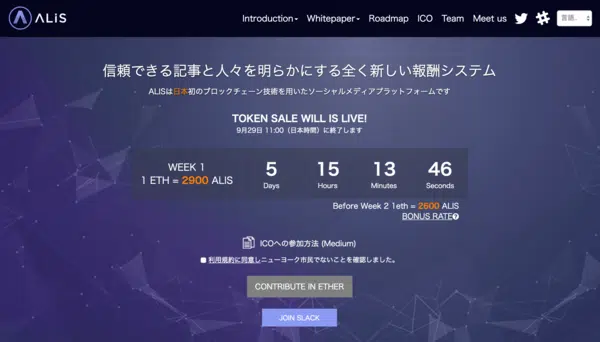 ALiS Introduction Whitepaper Roadmap ICO Team Meet us 言語..
信頼できる記事と人々を明らかにする全く新しい報酬システム
ALISは日本初のブロックチェーン技術を用いたソーシャルメディアプラットフォームです
TOKEN SALE WILL IS LIVE!
9月29日 11:00（日本時間）に終了します
WEEK 1
1 ETH = 2900 ALIS
5 15 13 46
Days Hours Minutes Seconds
Before Week 2 1eth = 2600 ALIS
BONUS RATE
ICOへの参加方法 (Medium)
利用規約に同意しニューヨーク市民でないことを確認しました。
CONTRIBUTE IN ETHER
JOIN SLACK